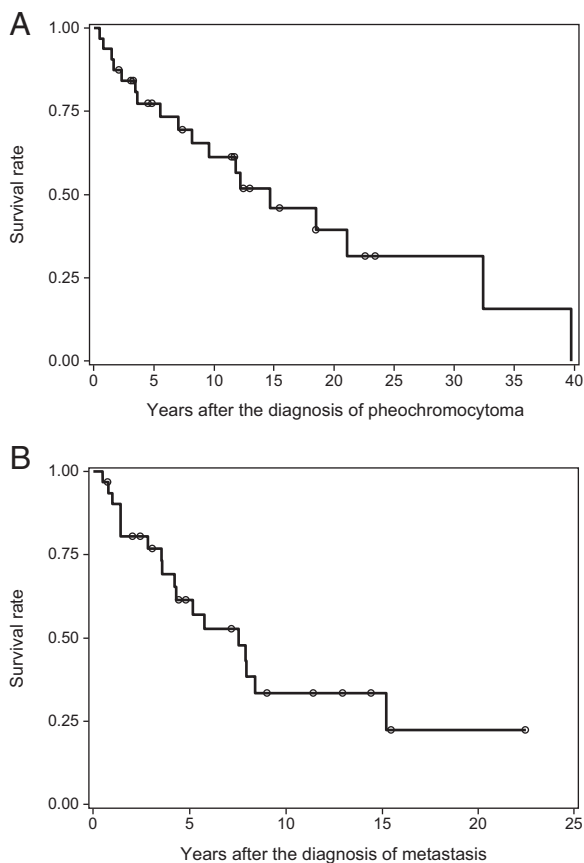 A
1.00
0.75
0.50
0.25
0.00
Survival rate
0 5 10 15 20 25 30 35 40
Years after the diagnosis of pheochromocytoma
B
1.00
0.75
0.50
0.25
0.00
Survival rate
0 5 10 15 20 25
Years after the diagnosis of metastasis